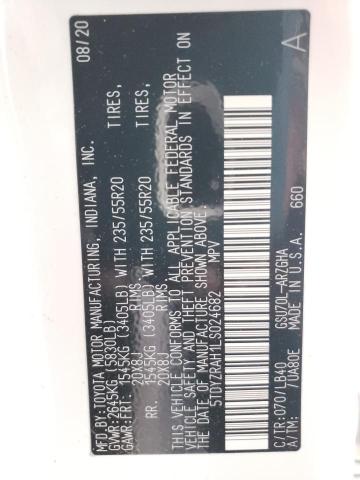 08/20
MFD.BY:TOYOTA MOTOR MANUFACTURING, INDIANA, INC.
GVWR:2645KG (5830LB)
GAWR:FRT: 1545KG (3405LB) WITH 235/55R20 TIRES,
20X8J RIMS
RR. 1545KG (3405LB) WITH 235/55R20 TIRES,
20X8J RIMS
THIS VEHICLE CONFORMS TO ALL APPLICABLE FEDERAL MOTOR
VEHICLE SAFETY AND THEFT PREVENTION STANDARDS IN EFFECT ON
THE DATE OF MANUFACTURE SHOWN ABOVE.
5TDYZRAH1LS024682 MPV
A
660
C/TR:070/LB40 GSU70L-ARZGHA
A/TM: /UA80E MADE IN U.S.A.